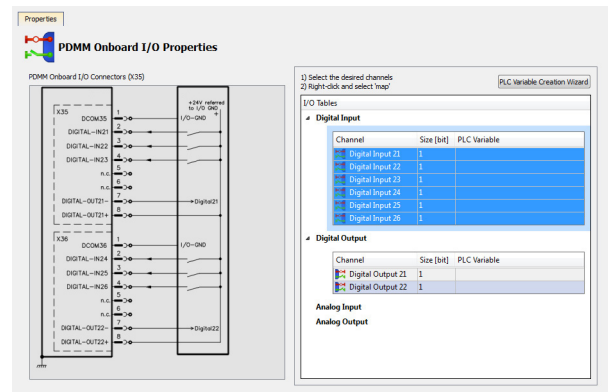 Properties
PDMM Onboard I/O Properties
PDMM Onboard I/O Connectors (X35)
+24V referred
to I/O GND
+
X35
DCOM35 1 I/O-GND
DIGITAL-IN21 2
DIGITAL-IN22 3
DIGITAL-IN23 4
n.c. 5
n.c. 6
DIGITAL-OUT21- 7 Digital21
DIGITAL-OUT21+ 8
X36
DCOM36 1 I/O-GND
DIGITAL-IN24 2
DIGITAL-IN25 3
DIGITAL-IN26 4
n.c. 5
n.c. 6
DIGITAL-OUT22- 7 Digital22
DIGITAL-OUT22+ 8
1) Select the desired channels
2) Right-click and select 'map'
PLC Variable Creation Wizard
I/O Tables
Digital Input
Channel Size [bit] PLC Variable
Digital Input 21 1
Digital Input 22 1
Digital Input 23 1
Digital Input 24 1
Digital Input 25 1
Digital Input 26 1
Digital Output
Channel Size [bit] PLC Variable
Digital Output 21 1
Digital Output 22 1
Analog Input
Analog Output